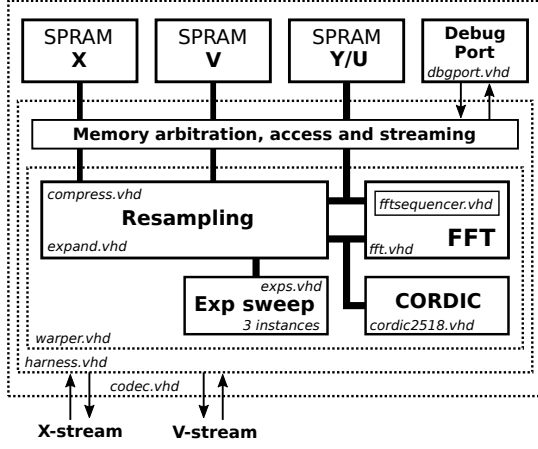 SPRAM
X
SPRAM
V
SPRAM
Y/U
Debug
Port
dbgport.vhd
Memory arbitration, access and streaming
compress.vhd
Resampling
expand.vhd
fftsequencer.vhd
FFT
fft.vhd
exps.vhd
Exp sweep
3 instances
CORDIC
cordic2518.vhd
warper.vhd
harness.vhd
codec.vhd
X-stream
V-stream